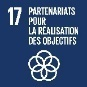 17 PARTENARIATS
POUR
LA RÉALISATION
DES OBJECTIFS